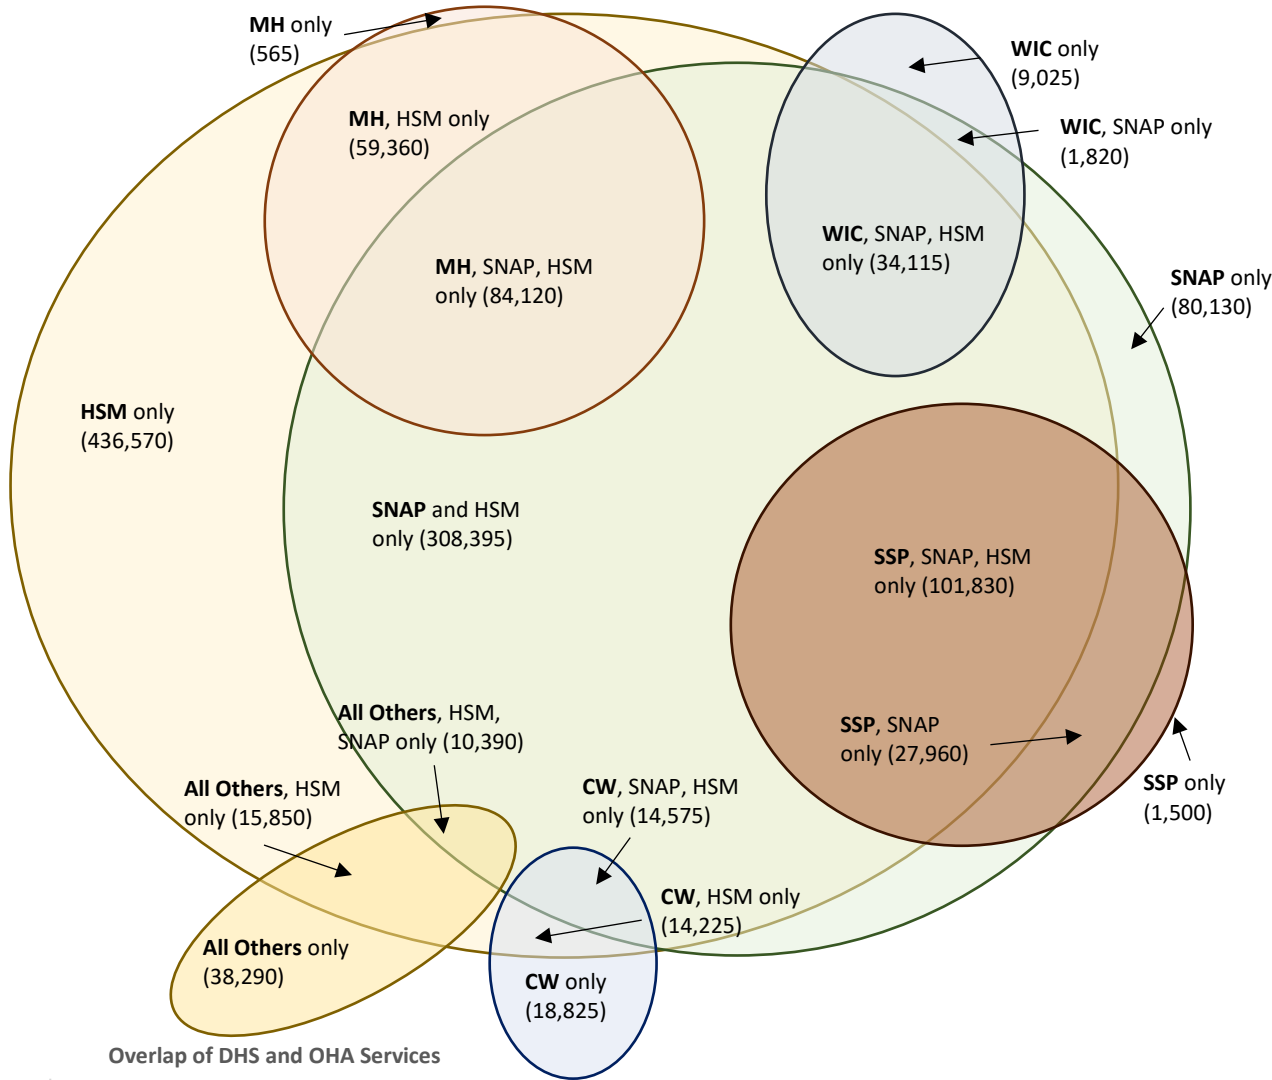 MH only
(565)
WIC only
(9,025)
MH, HSM only
(59,360)
WIC, SNAP only
(1,820)
WIC, SNAP, HSM
only (34,115)
MH, SNAP, HSM
only (84,120)
SNAP only
(80,130)
HSM only
(436,570)
SNAP and HSM
only (308,395)
SSP, SNAP, HSM
only (101,830)
All Others, HSM,
SNAP only (10,390)
SSP, SNAP
only (27,960)
All Others, HSM
only (15,850)
CW, SNAP, HSM
only (14,575)
SSP only
(1,500)
CW, HSM only
(14,225)
All Others only
(38,290)
CW only
(18,825)
Overlap of DHS and OHA Services